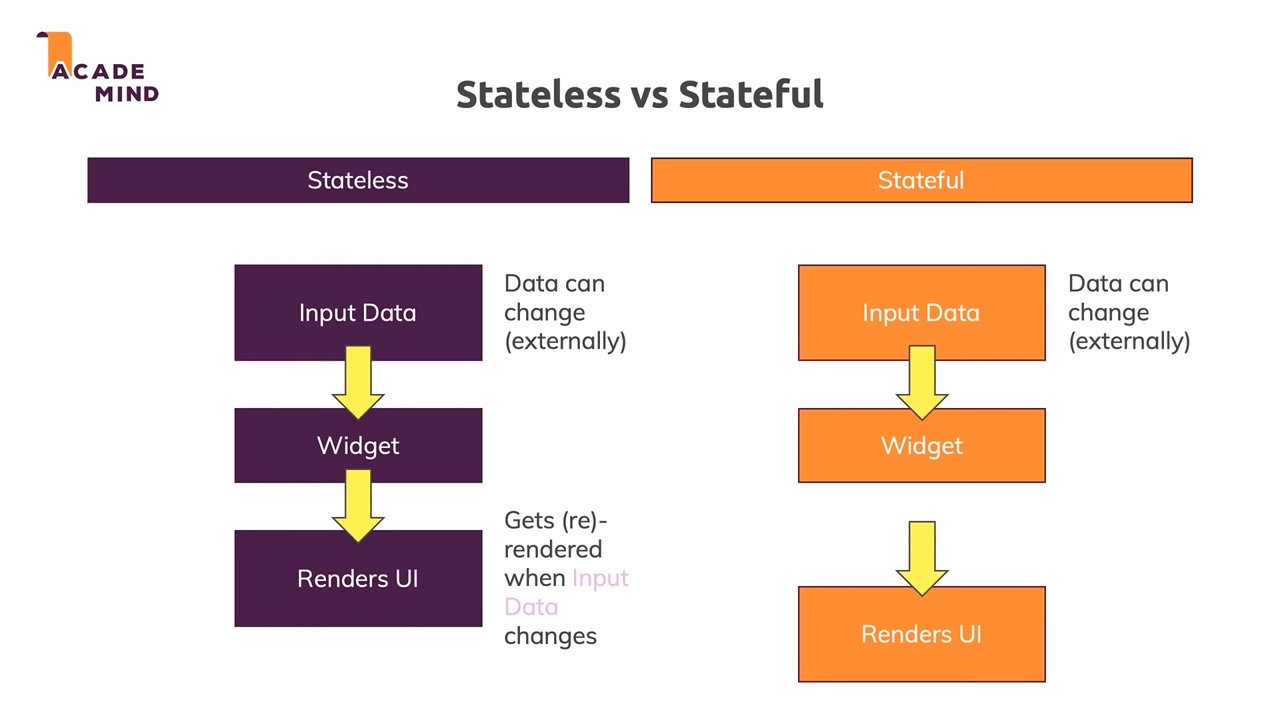 ACADE
MIND
Stateless vs Stateful
Stateless
Stateful
Input Data
Data can
change
(externally)
Widget
Renders UI
Gets (re)-
rendered
when Input
Data
changes
Input Data
Data can
change
(externally)
Widget
Renders UI